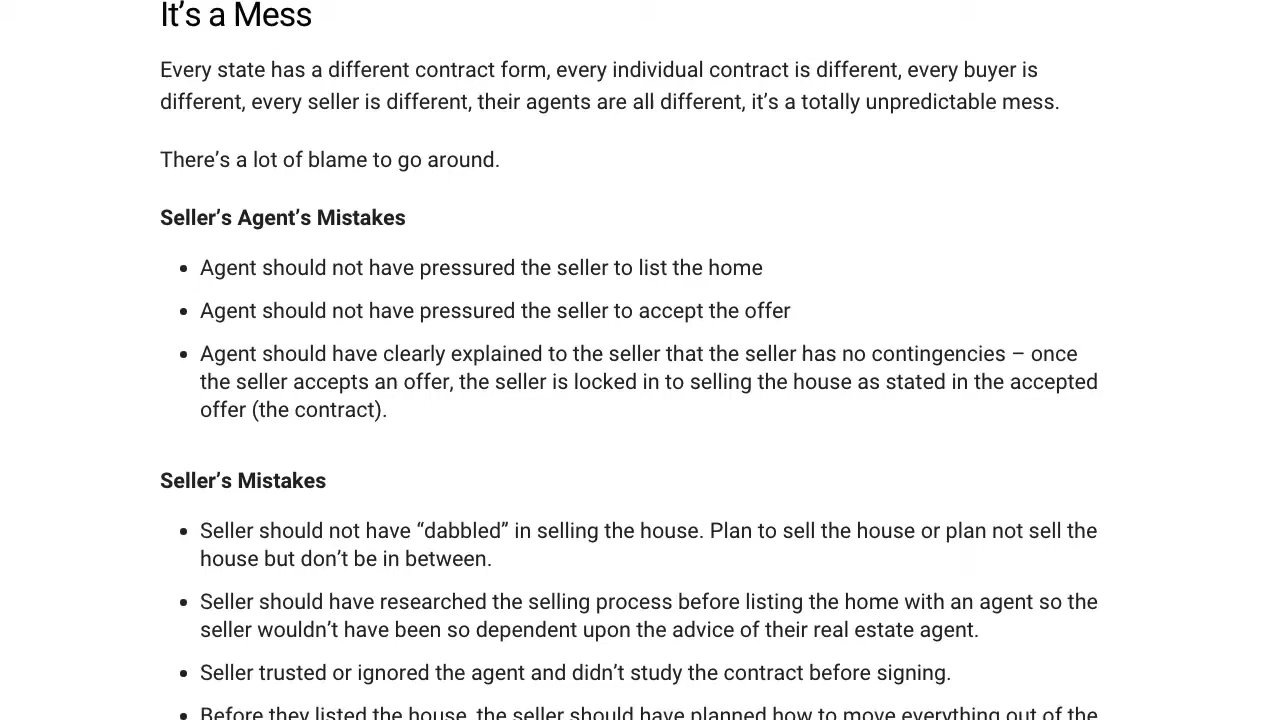 It’s a Mess
Every state has a different contract form, every individual contract is different, every buyer is
different, every seller is different, their agents are all different, it’s a totally unpredictable mess.
There’s a lot of blame to go around.
Seller’s Agent’s Mistakes
• Agent should not have pressured the seller to list the home
• Agent should not have pressured the seller to accept the offer
• Agent should have clearly explained to the seller that the seller has no contingencies – once
the seller accepts an offer, the seller is locked in to selling the house as stated in the accepted
offer (the contract).
Seller’s Mistakes
• Seller should not have “dabbled” in selling the house. Plan to sell the house or plan not sell the
house but don’t be in between.
• Seller should have researched the selling process before listing the home with an agent so the
seller wouldn’t have been so dependent upon the advice of their real estate agent.
• Seller trusted or ignored the agent and didn’t study the contract before signing.
• Before they listed the house, the seller should have planned how to move everything out of the